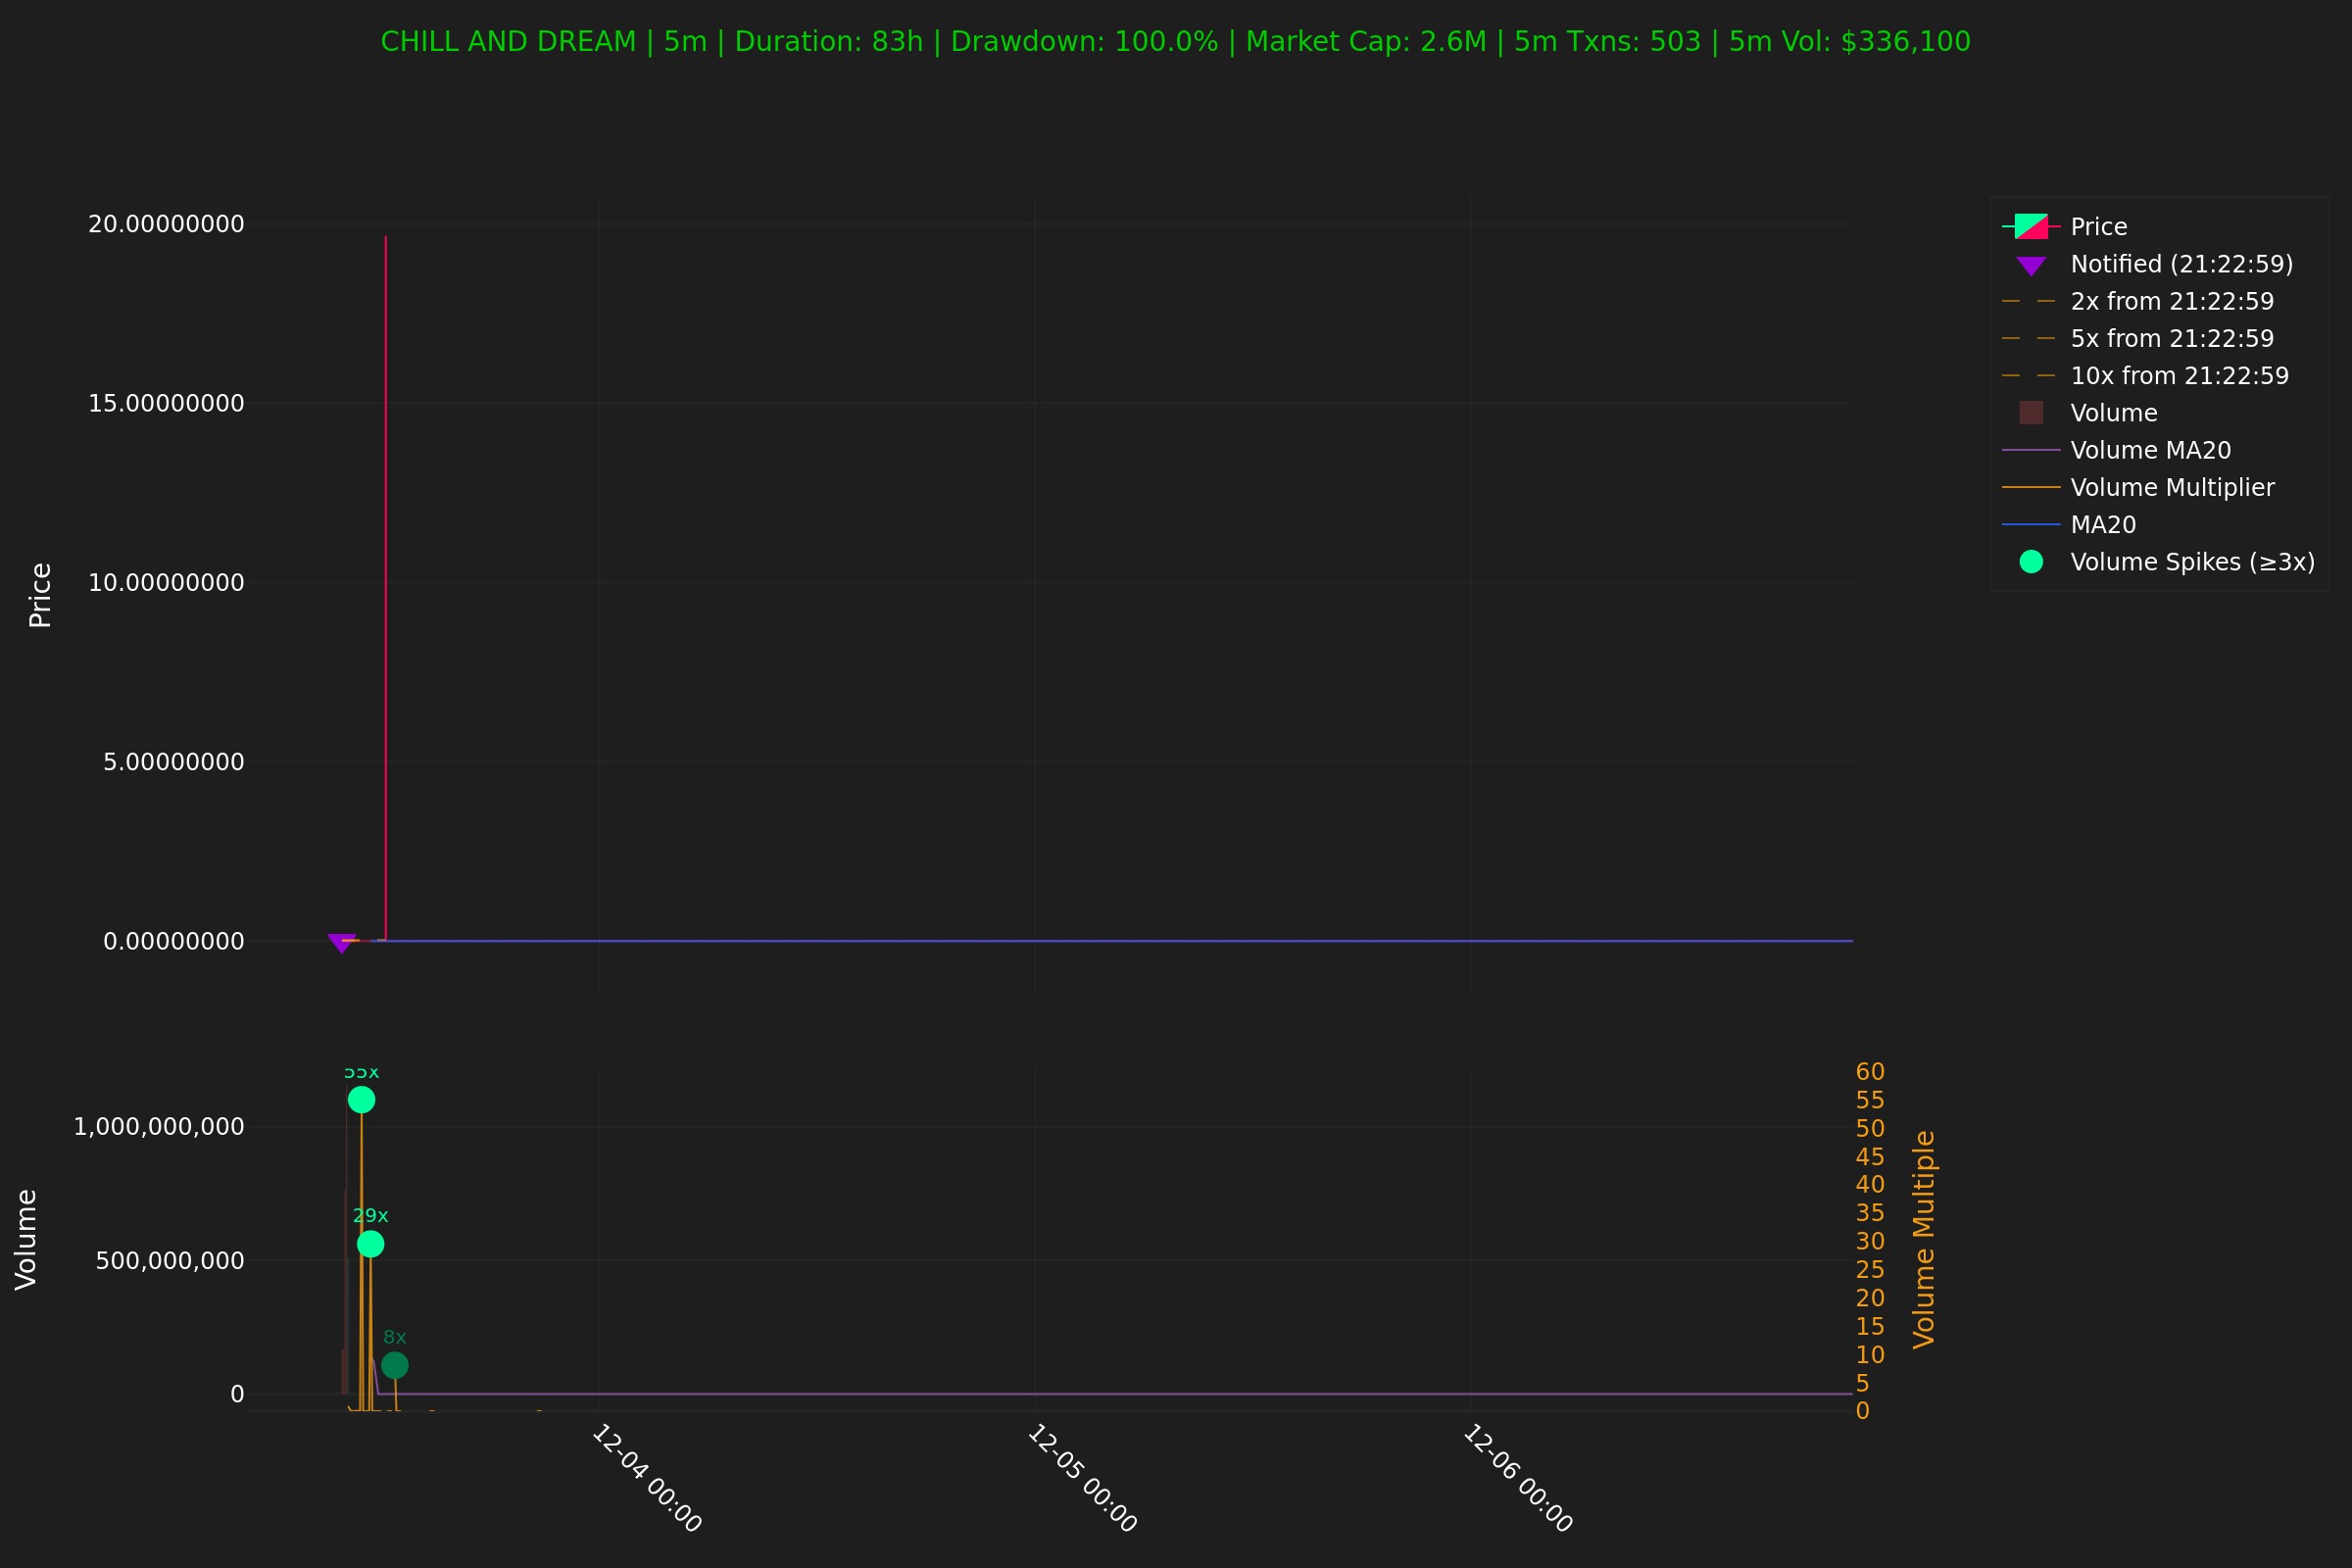 CHILL AND DREAM | 5m | Duration: 83h | Drawdown: 100.0% | Market Cap: 2.6M | 5m Txns: 503 | 5m Vol: $336,100
Price
20.00000000
15.00000000
10.00000000
5.00000000
0.00000000
Price
Notified (21:22:59)
2x from 21:22:59
5x from 21:22:59
10x from 21:22:59
Volume
Volume MA20
Volume Multiplier
MA20
Volume Spikes (≥3x)
Volume
1,000,000,000
500,000,000
0
55x
29x
8x
60
55
50
45
40
35
30
25
20
15
10
5
0
Volume Multiple
12-04 00:00
12-05 00:00
12-06 00:00